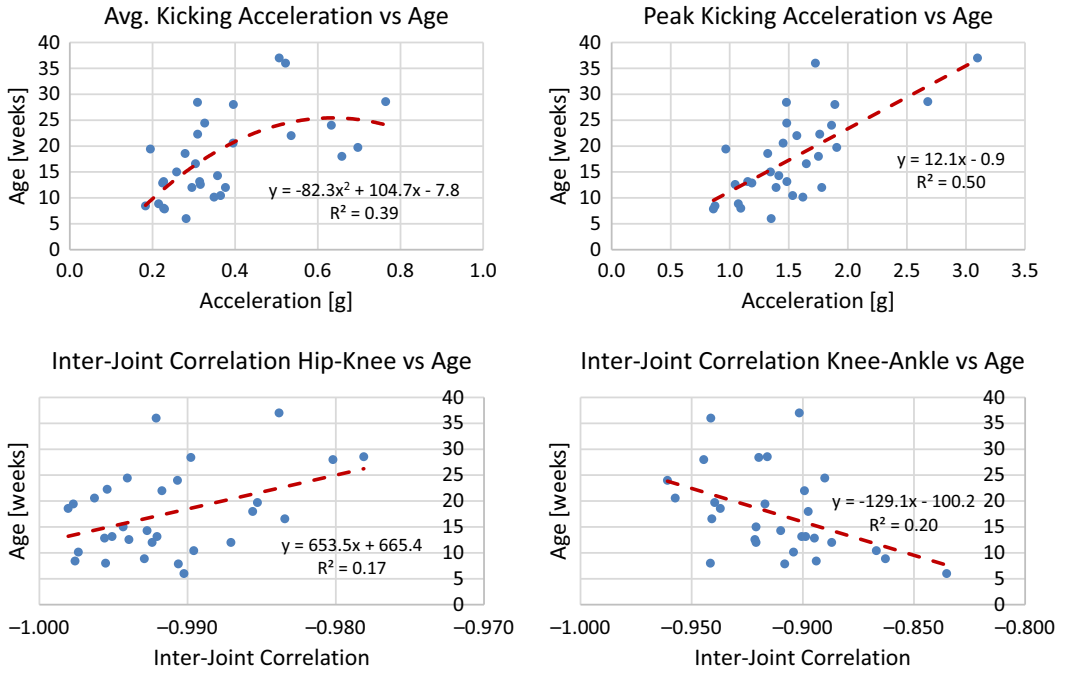 Avg. Kicking Acceleration vs Age
Age [weeks]
40
35
30
25
20
15
10
5
0
y = -82.3x² + 104.7x - 7.8
R² = 0.39
0.0 0.2 0.4 0.6 0.8 1.0
Acceleration [g]
Peak Kicking Acceleration vs Age
Age [weeks]
40
35
30
25
20
15
10
5
0
y = 12.1x - 0.9
R² = 0.50
0.0 0.5 1.0 1.5 2.0 2.5 3.0 3.5
Acceleration [g]
Inter-Joint Correlation Hip-Knee vs Age
Age [weeks]
40
35
30
25
20
15
10
5
0
y = 653.5x + 665.4
R² = 0.17
–1.000 –0.990 –0.980 –0.970
Inter-Joint Correlation
Inter-Joint Correlation Knee-Ankle vs Age
Age [weeks]
40
35
30
25
20
15
10
5
0
y = -129.1x - 100.2
R² = 0.20
–1.000 –0.950 –0.900 –0.850 –0.800
Inter-Joint Correlation